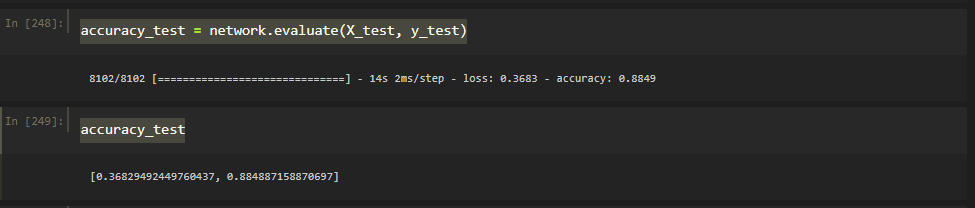 In [248]: accuracy_test = network.evaluate(X_test, y_test)
8102/8102 [==============================] - 14s 2ms/step - loss: 0.3683 - accuracy: 0.8849
In [249]: accuracy_test
[0.36829492449760437, 0.884887158870697]